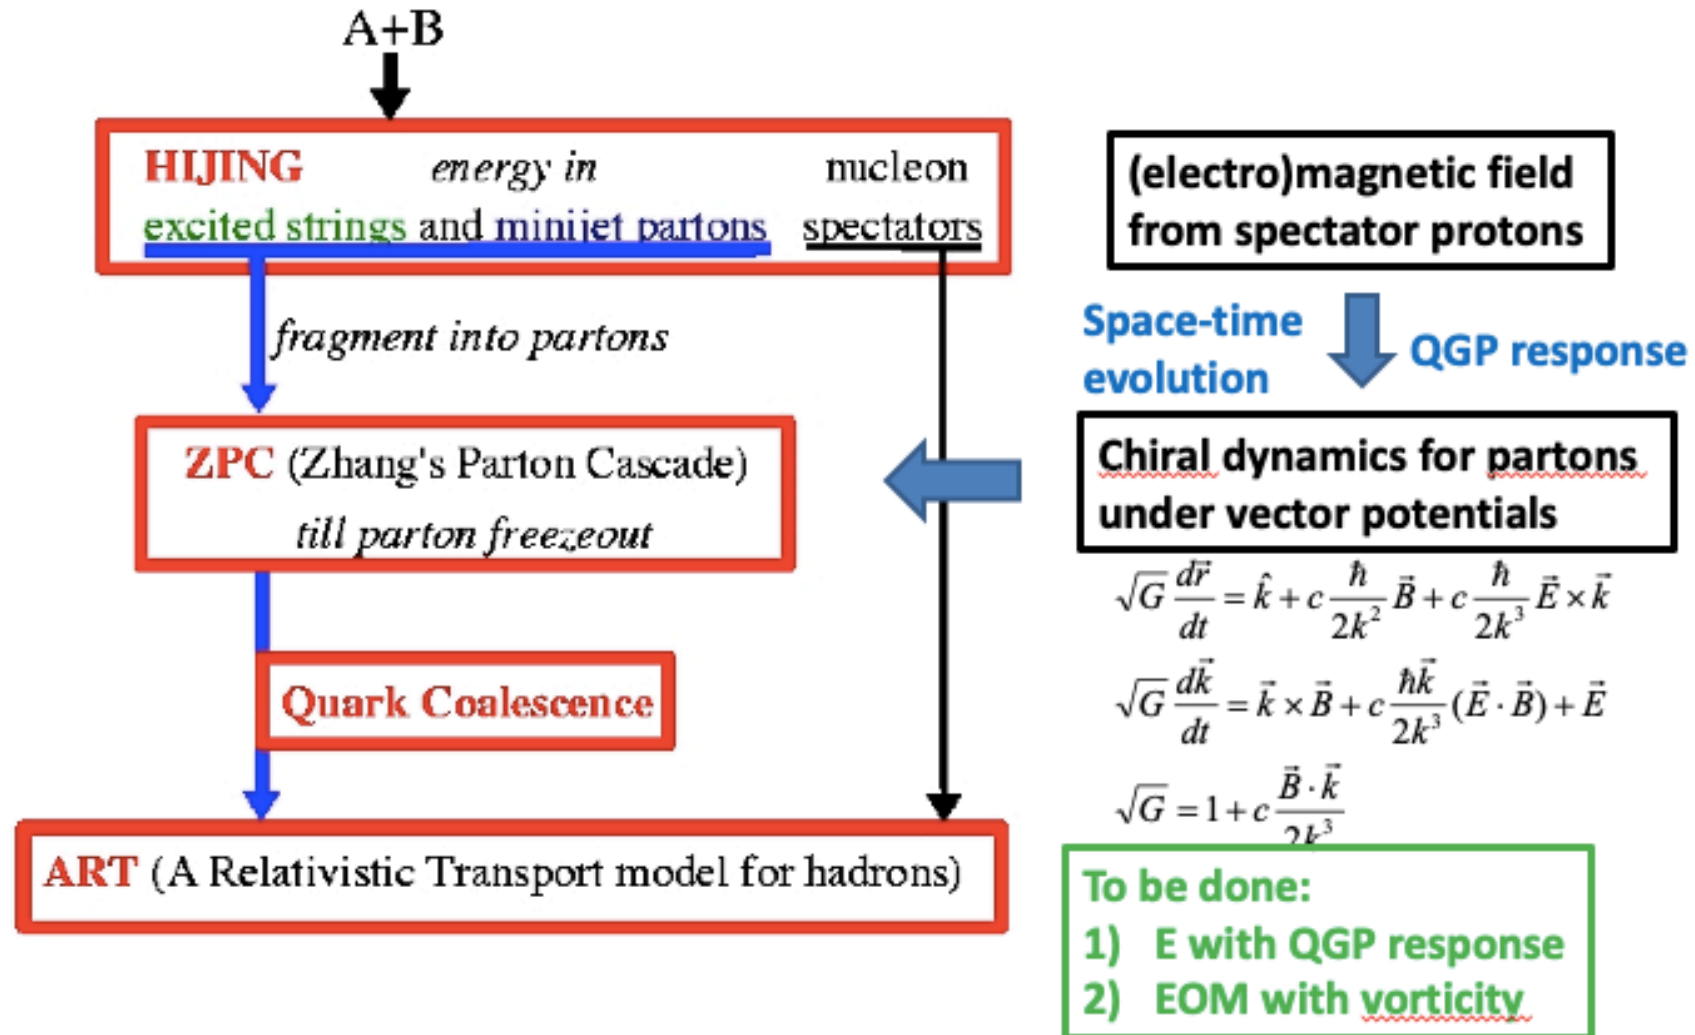 A+B
HIJING energy in nucleon
excited strings and minijet partons spectators
fragment into partons
ZPC (Zhang's Parton Cascade)
till parton freezeout
Quark Coalescence
ART (A Relativistic Transport model for hadrons)
(electro)magnetic field
from spectator protons
Space-time
evolution
QGP response
Chiral dynamics for partons
under vector potentials
√G dr⃗/dt = k̂ + c ħ/2k² B⃗ + c ħ/2k³ E⃗ × k⃗
√G dk⃗/dt = k⃗ × B⃗ + c ħk⃗/2k³ (E⃗ · B⃗) + E⃗
√G = 1 + c B⃗ · k⃗/2k³
To be done:
1) E with QGP response
2) EOM with vorticity